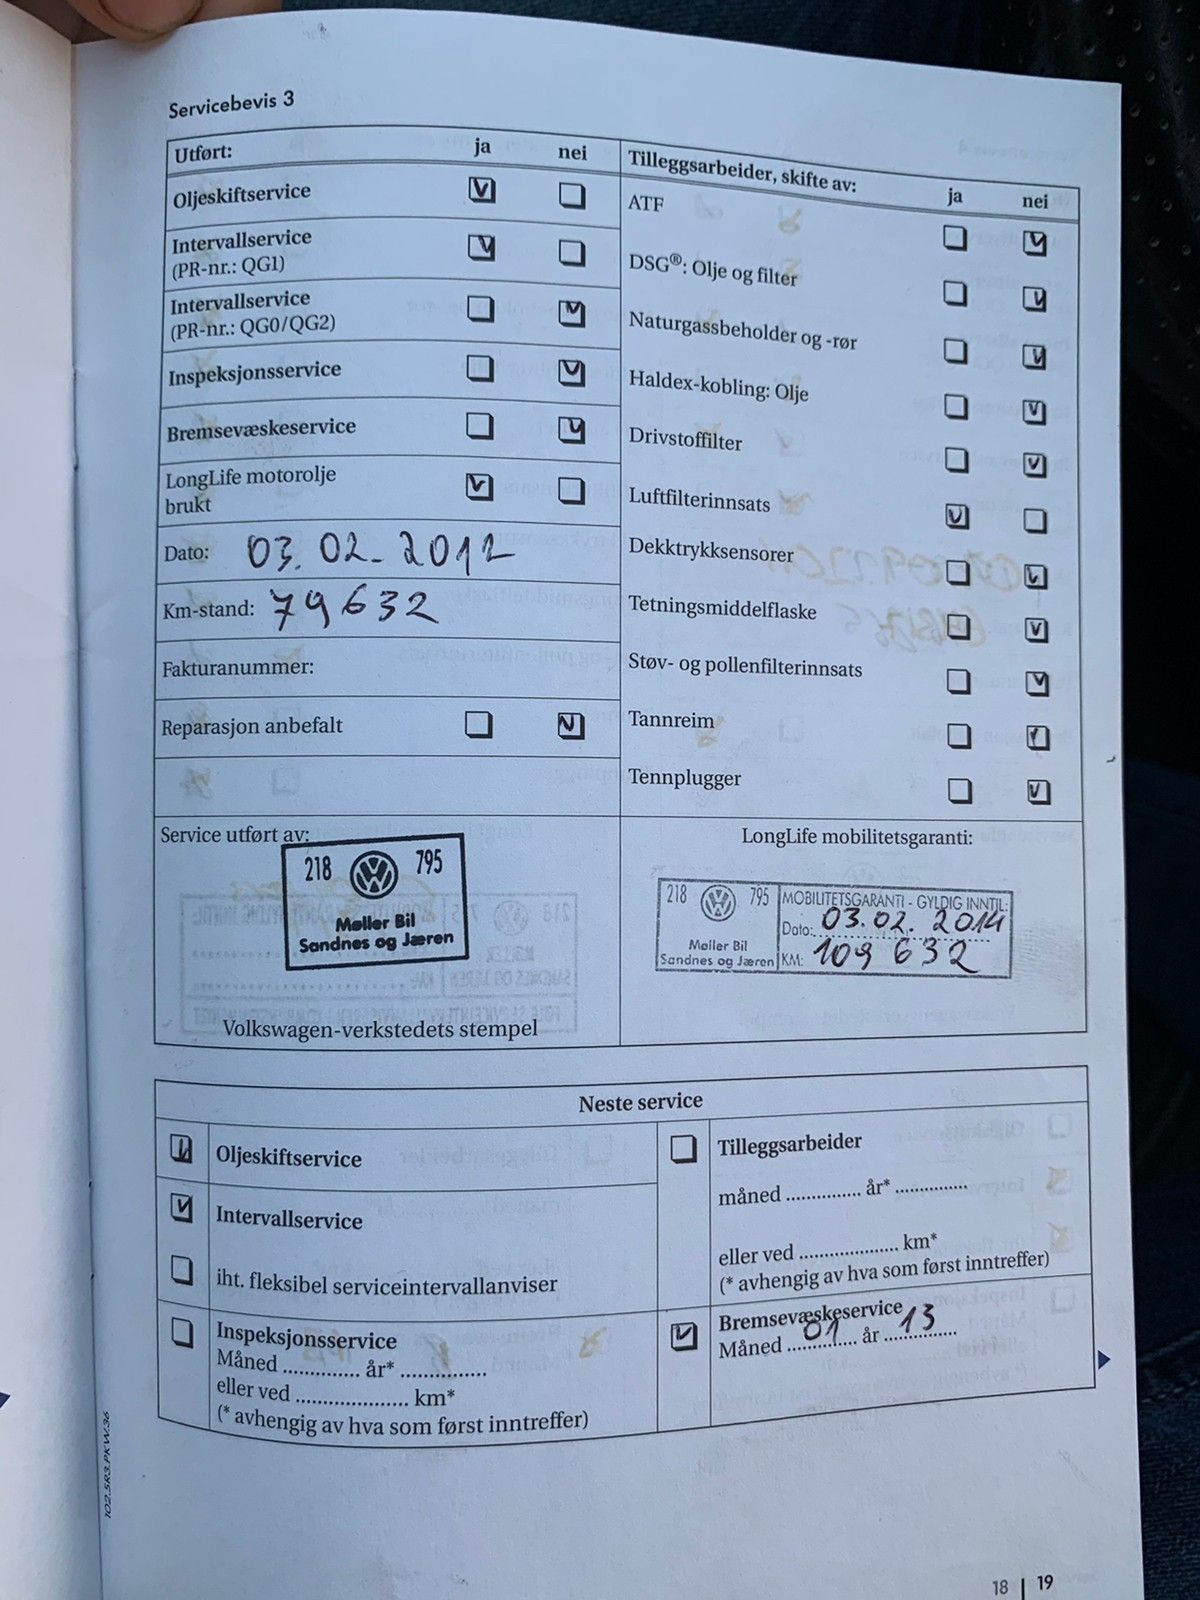 Servicebevis 3
Utført: ja nei
Oljeskiftservice
Intervallservice
(PR-nr.: QG1)
Intervallservice
(PR-nr.: QG0/QG2)
Inspeksjonsservice
Bremsevæskeservice
LongLife motorolje
brukt
Dato: 03.02-2012
Km-stand: 79632
Fakturanummer:
Reparasjon anbefalt
Tilleggsarbeider, skifte av: ja nei
ATF
DSG®: Olje og filter
Naturgassbeholder og -rør
Haldex-kobling: Olje
Drivstoffilter
Luftfilterinnsats
Dekktrykksensorer
Tetningsmiddelflaske
Støv- og pollenfilterinnsats
Tannreim
Tennplugger
Service utført av:
218 795
Møller Bil
Sandnes og Jæren
Volkswagen-verkstedets stempel
LongLife mobilitetsgaranti:
218 795 MOBILITETSGARANTI - GYLDIG INNTIL:
Dato: 03.02.2014
Møller Bil
Sandnes og Jæren KM: 109 632
Neste service
Oljeskiftservice
Intervallservice
iht. fleksibel serviceintervallanviser
Inspeksjonsservice
Måned .............. år* ................
eller ved ..................... km*
(* avhengig av hva som først inntreffer)
Tilleggsarbeider
måned .............. år* ..............
eller ved .................... km*
(* avhengig av hva som først inntreffer)
Bremsevæskeservice
Måned 01 år 13
102.5R3.PKW.36
18 | 19